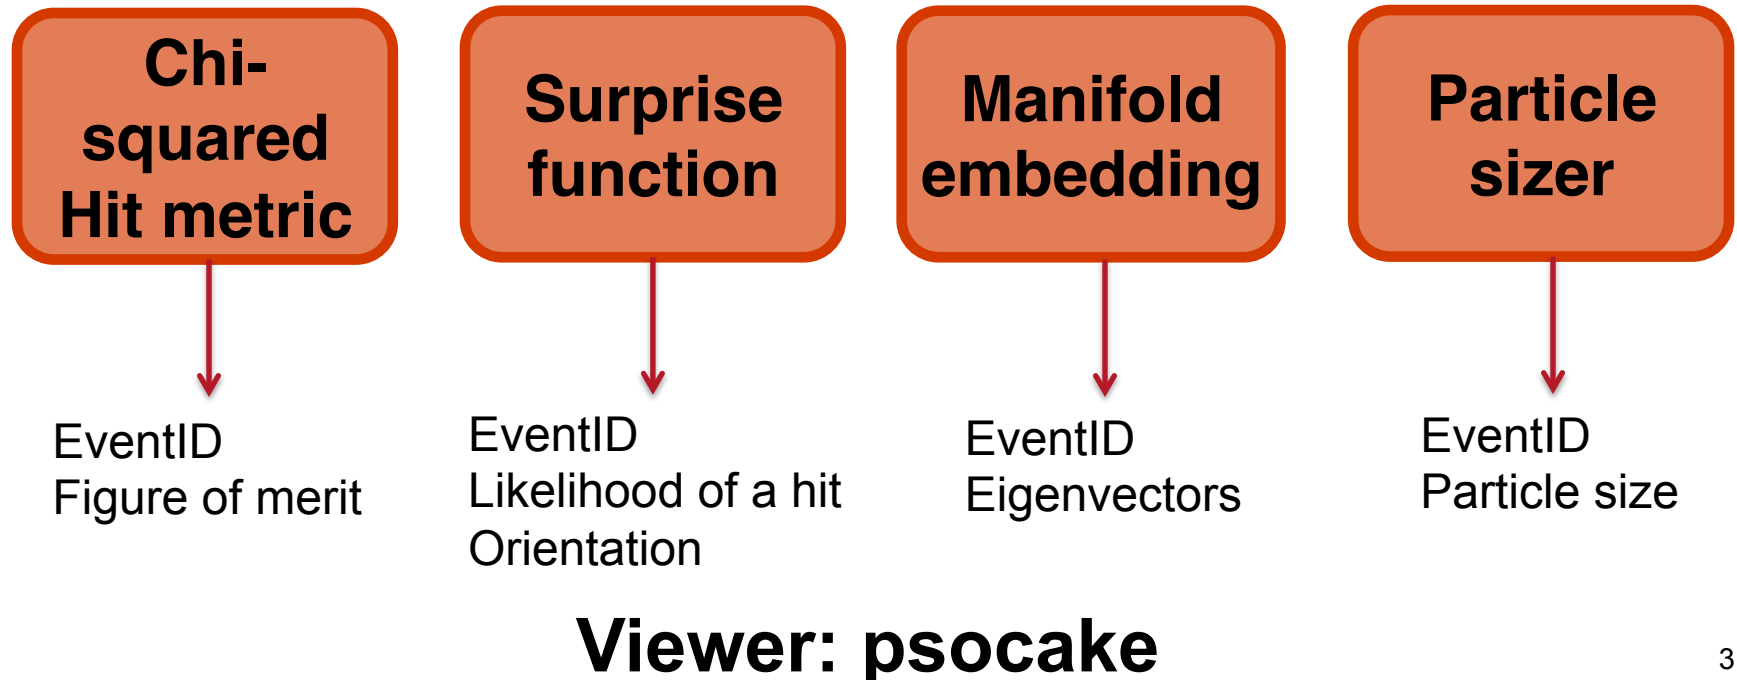 Chi-
squared
Hit metric
Surprise
function
Manifold
embedding
Particle
sizer
EventID
Figure of merit
EventID
Likelihood of a hit
Orientation
EventID
Eigenvectors
EventID
Particle size
Viewer: psocake
3